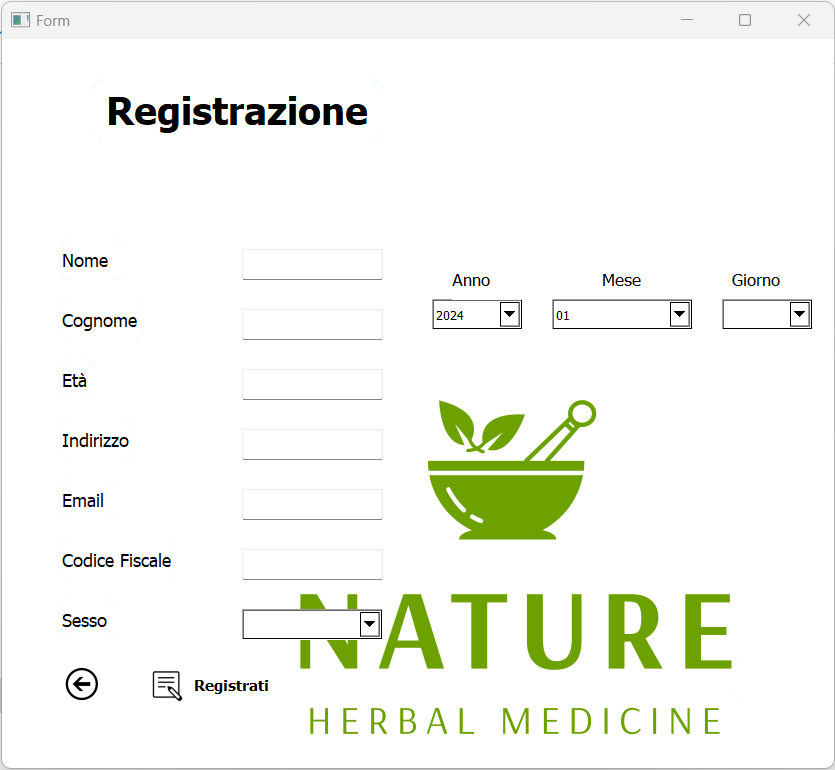 Form
Registrazione
Nome
Anno Mese Giorno
Cognome
2024 01
Età
Indirizzo
Email
Codice Fiscale
Sesso
NATURE
Registrati
HERBAL MEDICINE